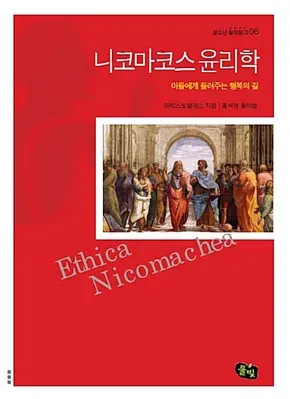 청소년 철학창고 06
니코마코스 윤리학
아들에게 들려주는 행복의 길
아리스토텔레스 지음 | 홍석영 풀어씀
Ethica
Nicomachea
풀빛